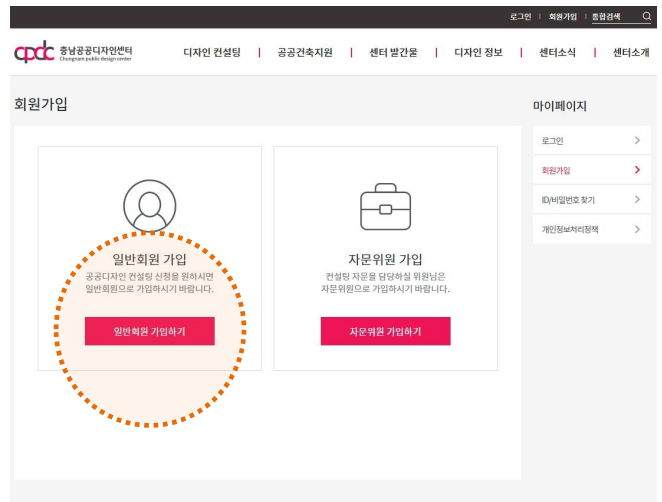 로그인 | 회원가입 | 통합검색
cpdc 충남공공디자인센터
Chungnam public design center
디자인 컨설팅 | 공공건축지원 | 센터 발간물 | 디자인 정보 | 센터소식 | 센터소개
회원가입
일반회원 가입
공공디자인 컨설팅 신청을 원하시면
일반회원으로 가입하시기 바랍니다.
일반회원 가입하기
자문위원 가입
컨설팅 자문을 담당하실 위원님은
자문위원으로 가입하시기 바랍니다.
자문위원 가입하기
마이페이지
로그인
회원가입
ID/비밀번호 찾기
개인정보처리정책